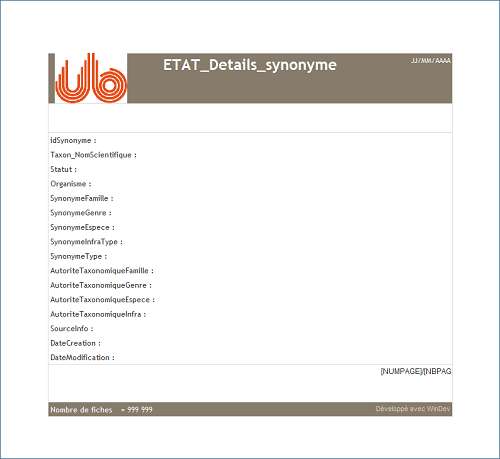 ub
ETAT_Details_synonyme
JJ/MM/AAAA
idSynonyme :
Taxon_NomScientifique :
Statut :
Organisme :
SynonymeFamille :
SynonymeGenre :
SynonymeEspece :
SynonymeInfraType :
SynonymeType :
AutoriteTaxonomiqueFamille :
AutoriteTaxonomiqueGenre :
AutoriteTaxonomiqueEspece :
AutoriteTaxonomiqueInfra :
SourceInfo :
DateCreation :
DateModification :
[NUMPAGE]/[NBPAG
Nombre de fiches = 999 999
Développé avec WinDev